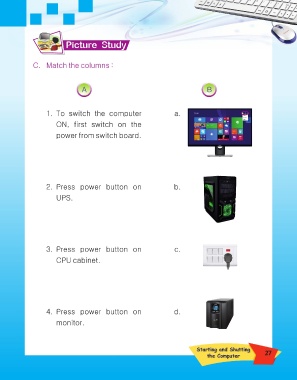 Picture Study
C. Match the columns :
A B
1. To switch the computer a.
ON, first switch on the
power from switch board.
2. Press power button on b.
UPS.
3. Press power button on c.
CPU cabinet.
4. Press power button on d.
monitor.
Starting and Shutting
the Computer 27